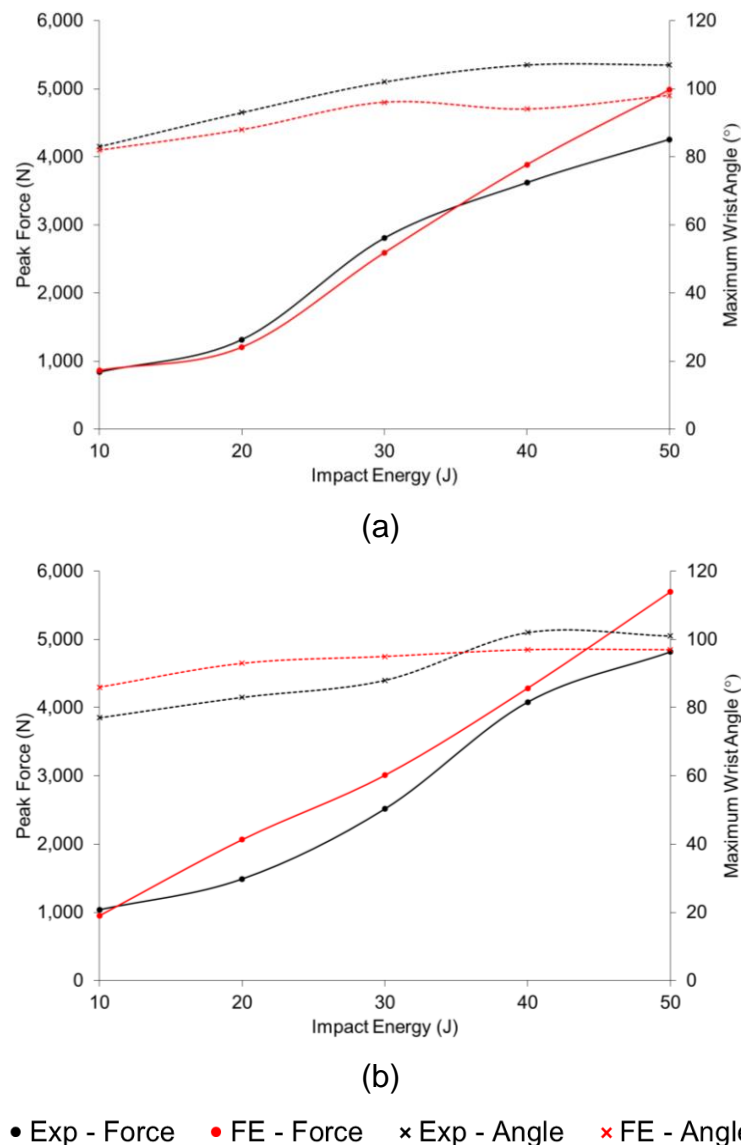 6,000
5,000
4,000
3,000
2,000
1,000
0
Peak Force (N)
120
100
80
60
40
20
0
Maximum Wrist Angle (°)
10 20 30 40 50
Impact Energy (J)
(a)
6,000
5,000
4,000
3,000
2,000
1,000
0
Peak Force (N)
120
100
80
60
40
20
0
Maximum Wrist Angle (°)
10 20 30 40 50
Impact Energy (J)
(b)
Exp - Force FE - Force Exp - Angle FE - Angl